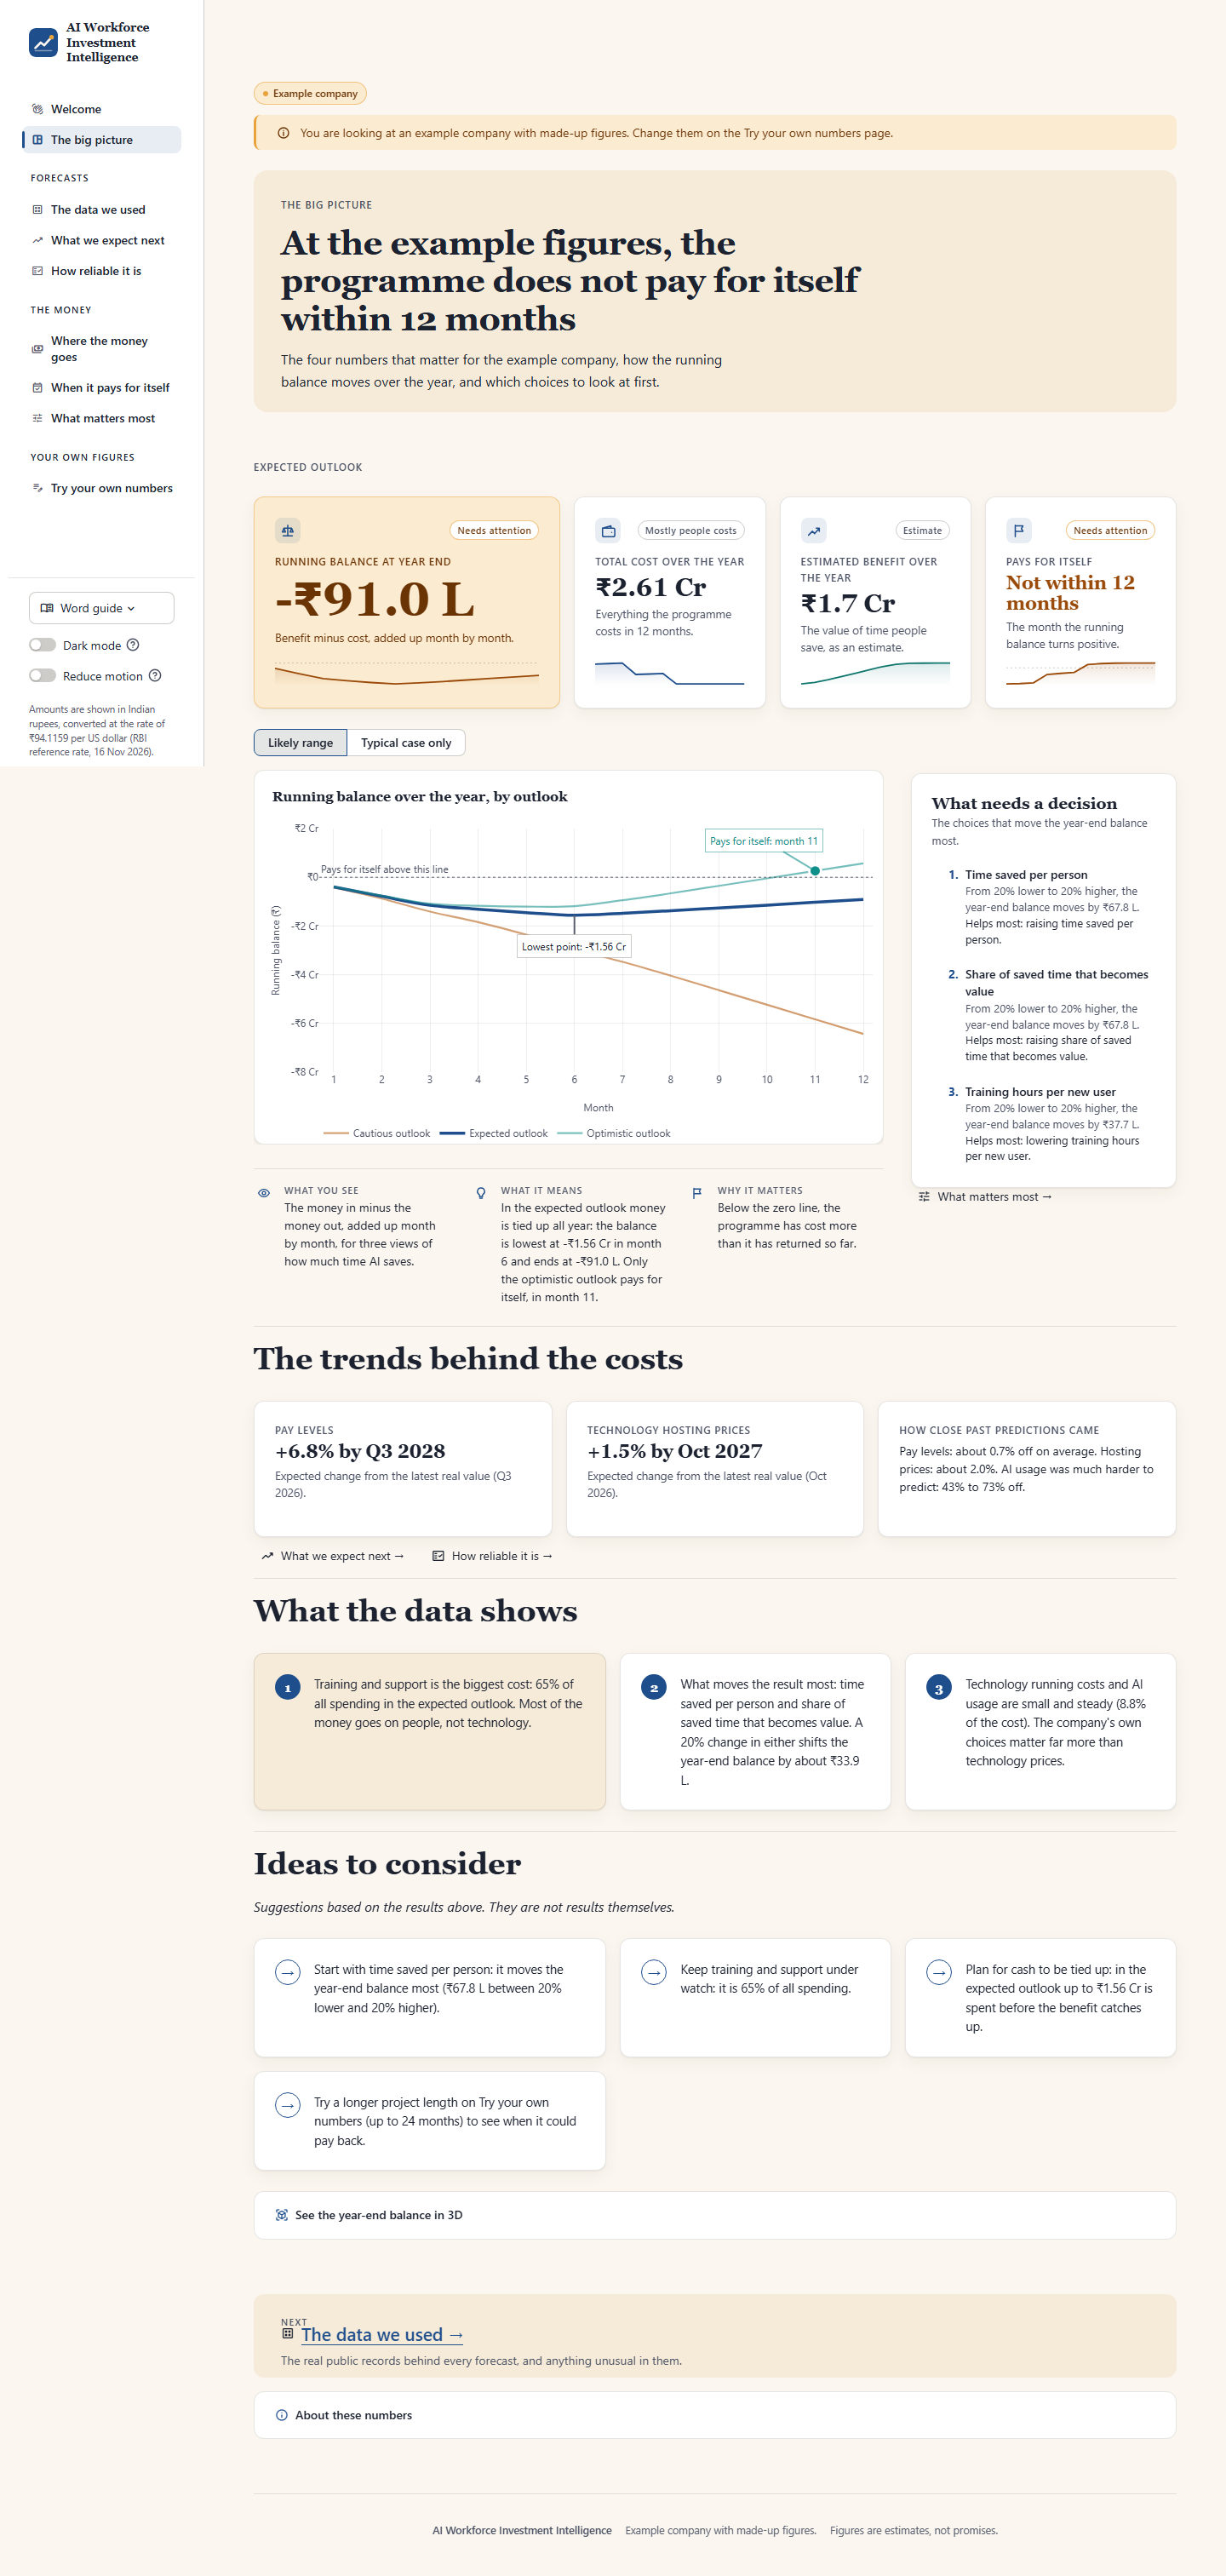 AI Workforce
Investment
Intelligence
Welcome
The big picture
FORECASTS
The data we used
What we expect next
How reliable it is
THE MONEY
Where the money
goes
When it pays for itself
What matters most
YOUR OWN FIGURES
Try your own numbers
Word guide
Dark mode
Reduce motion
Amounts are shown in Indian
rupees, converted at the rate of
₹94.1159 per US dollar (RBI
reference rate, 16 Nov 2026).
Example company
You are looking at an example company with made-up figures. Change them on the Try your own numbers page.
THE BIG PICTURE
At the example figures, the
programme does not pay for itself
within 12 months
The four numbers that matter for the example company, how the running
balance moves over the year, and which choices to look at first.
EXPECTED OUTLOOK
Needs attention
RUNNING BALANCE AT YEAR END
-₹91.0 L
Benefit minus cost, added up month by month.
Mostly people costs
TOTAL COST OVER THE YEAR
₹2.61 Cr
Everything the programme
costs in 12 months.
Estimate
ESTIMATED BENEFIT OVER
THE YEAR
₹1.7 Cr
The value of time people
save, as an estimate.
Needs attention
PAYS FOR ITSELF
Not within 12
months
The month the running
balance turns positive.
Likely range
Typical case only
Running balance over the year, by outlook
Running balance (₹)
₹2 Cr
₹0
-₹2 Cr
-₹4 Cr
-₹6 Cr
-₹8 Cr
Pays for itself above this line
Pays for itself: month 11
Lowest point: -₹1.56 Cr
1 2 3 4 5 6 7 8 9 10 11 12
Month
Cautious outlook
Expected outlook
Optimistic outlook
What needs a decision
The choices that move the year-end balance
most.
1. Time saved per person
From 20% lower to 20% higher, the
year-end balance moves by ₹67.8 L.
Helps most: raising time saved per
person.
2. Share of saved time that becomes
value
From 20% lower to 20% higher, the
year-end balance moves by ₹67.8 L.
Helps most: raising share of saved
time that becomes value.
3. Training hours per new user
From 20% lower to 20% higher, the
year-end balance moves by ₹37.7 L.
Helps most: lowering training hours
per new user.
What matters most →
WHAT YOU SEE
The money in minus the
money out, added up month
by month, for three views of
how much time AI saves.
WHAT IT MEANS
In the expected outlook money
is tied up all year: the balance
is lowest at -₹1.56 Cr in month
6 and ends at -₹91.0 L. Only
the optimistic outlook pays for
itself, in month 11.
WHY IT MATTERS
Below the zero line, the
programme has cost more
than it has returned so far.
The trends behind the costs
PAY LEVELS
+6.8% by Q3 2028
Expected change from the latest real value (Q3
2026).
TECHNOLOGY HOSTING PRICES
+1.5% by Oct 2027
Expected change from the latest real value (Oct
2026).
HOW CLOSE PAST PREDICTIONS CAME
Pay levels: about 0.7% off on average. Hosting
prices: about 2.0%. AI usage was much harder to
predict: 43% to 73% off.
What we expect next →
How reliable it is →
What the data shows
1
Training and support is the biggest cost: 65% of
all spending in the expected outlook. Most of the
money goes on people, not technology.
2
What moves the result most: time
saved per person and share of
saved time that becomes value. A
20% change in either shifts the
year-end balance by about ₹33.9
L.
3
Technology running costs and AI
usage are small and steady (8.8%
of the cost). The company's own
choices matter far more than
technology prices.
Ideas to consider
Suggestions based on the results above. They are not results themselves.
→ Start with time saved per person: it moves the
year-end balance most (₹67.8 L between 20%
lower and 20% higher).
→ Keep training and support under
watch: it is 65% of all spending.
→ Plan for cash to be tied up: in the
expected outlook up to ₹1.56 Cr is
spent before the benefit catches
up.
→ Try a longer project length on Try your own
numbers (up to 24 months) to see when it could
pay back.
See the year-end balance in 3D
NEXT
The data we used →
The real public records behind every forecast, and anything unusual in them.
About these numbers
AI Workforce Investment Intelligence Example company with made-up figures. Figures are estimates, not promises.